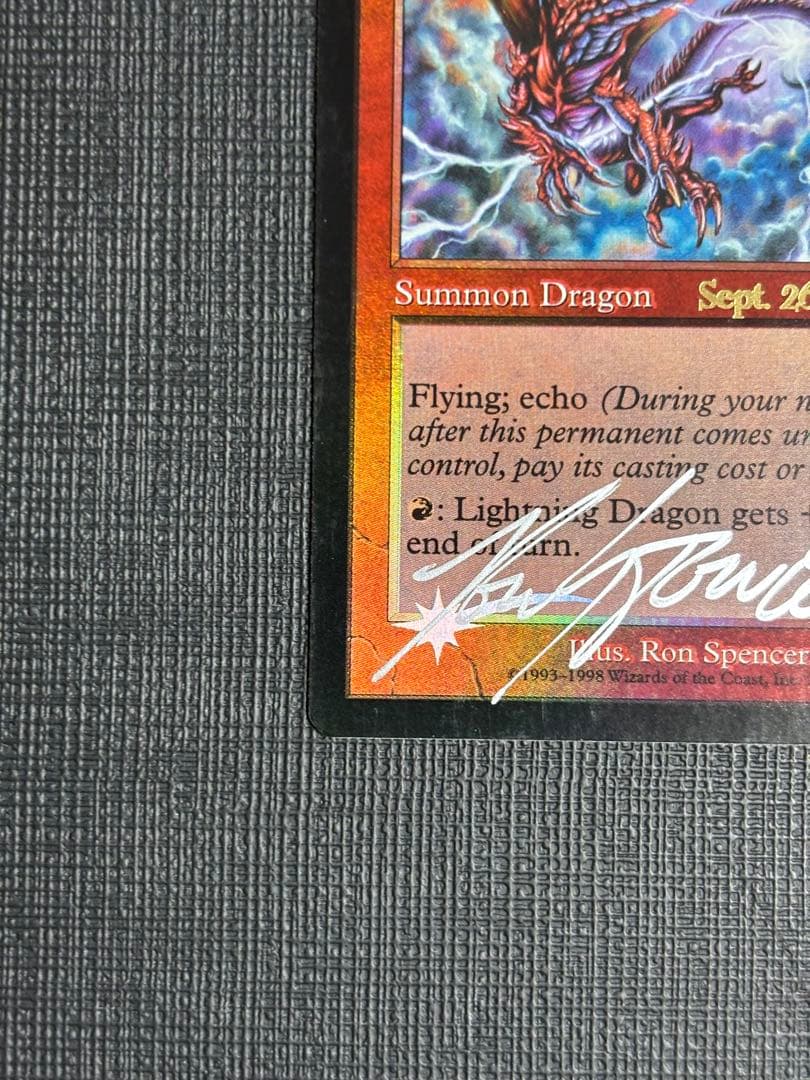 Summon Dragon Sept. 26
Flying; echo (During your
after this permanent comes
control, pay its casting cost or
: Lightning Dragon gets
end of turn.
Illus. Ron Spencer
©1993–1998 Wizards of the Coast, Inc.